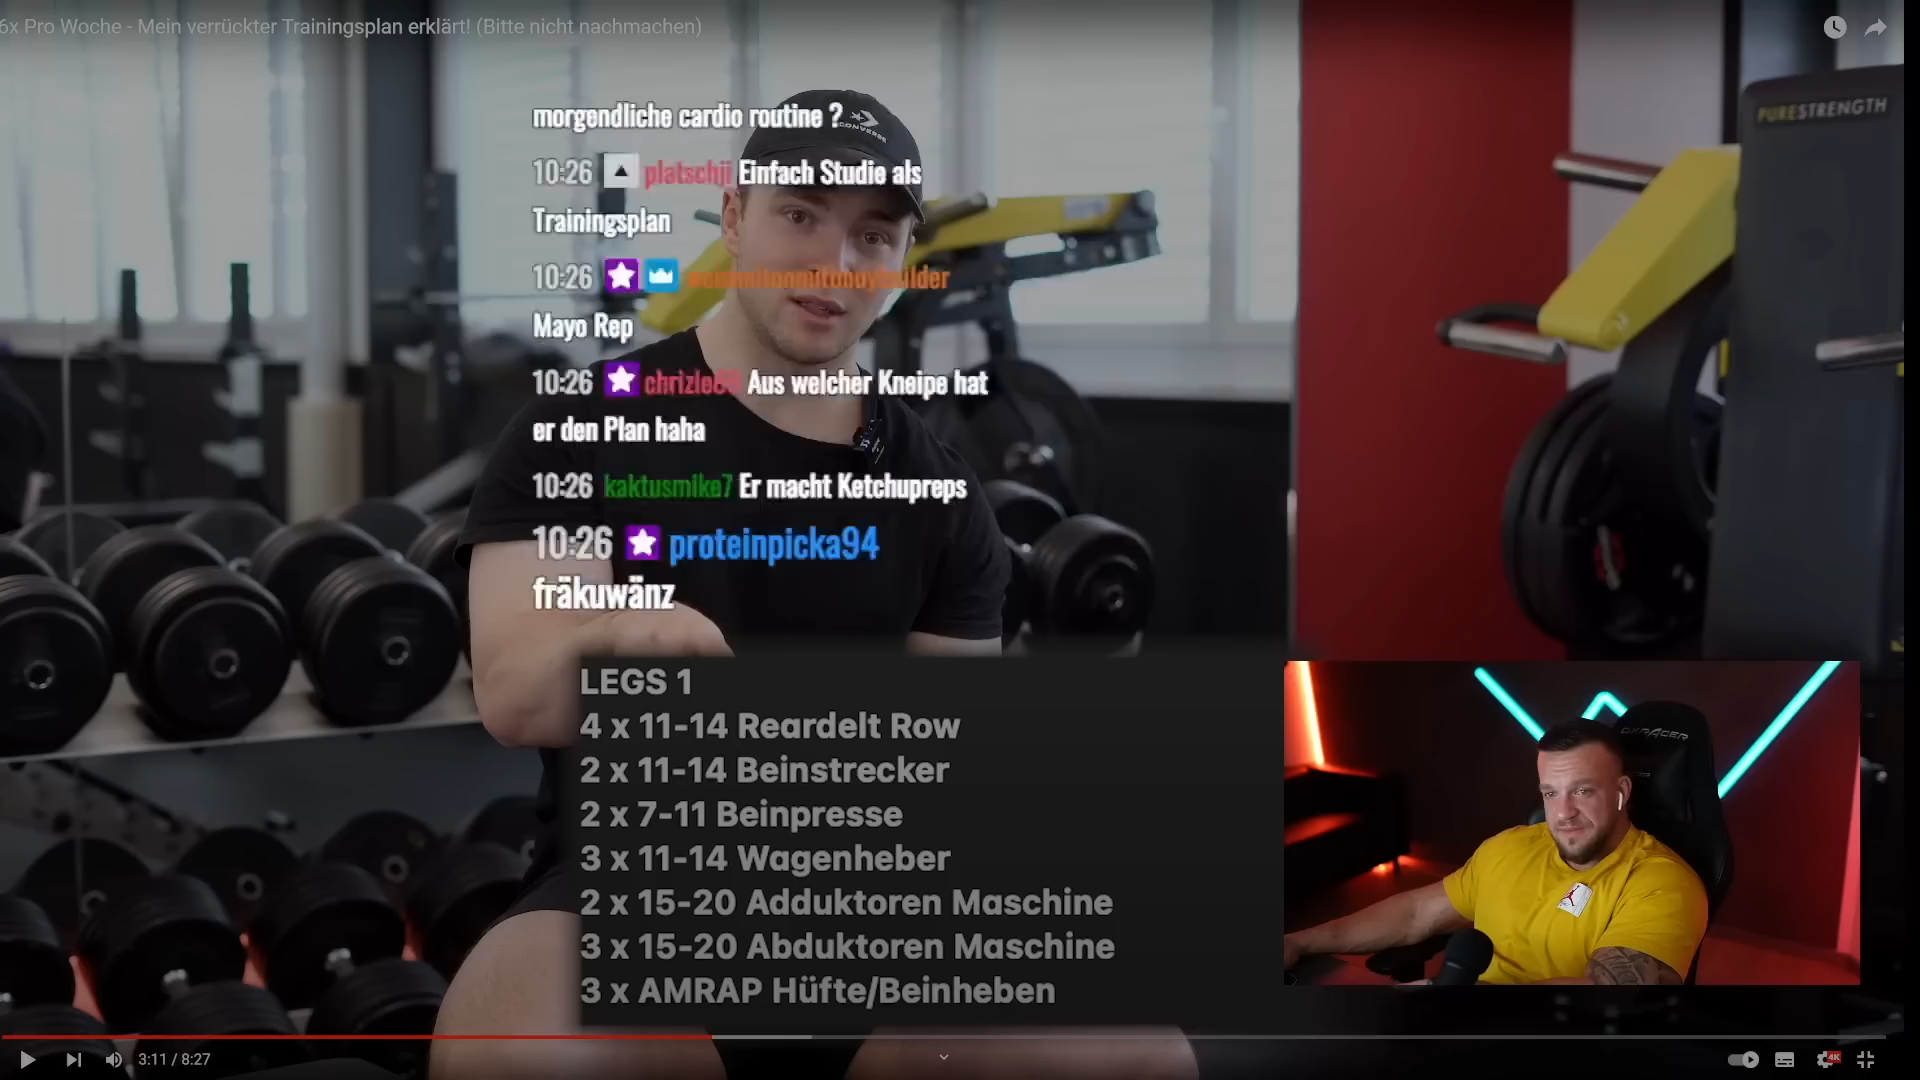 6x Pro Woche - Mein verrückter Trainingsplan erklärt! (Bitte nicht nachmachen)
PURESTRENGTH
CONVERSE
morgendliche cardio routine ?
10:26 platschji Einfach Studie als
Trainingsplan
10:26
Mayo Rep
10:26 Aus welcher Kneipe hat
er den Plan haha
10:26 kaktusmike7 Er macht Ketchupreps
10:26 proteinpicka94
fräkuwänz
LEGS 1
4 x 11-14 Reardelt Row
2 x 11-14 Beinstrecker
2 x 7-11 Beinpresse
3 x 11-14 Wagenheber
2 x 15-20 Adduktoren Maschine
3 x 15-20 Abduktoren Maschine
3 x AMRAP Hüfte/Beinheben
DXRACER
3:11 / 8:27
4K